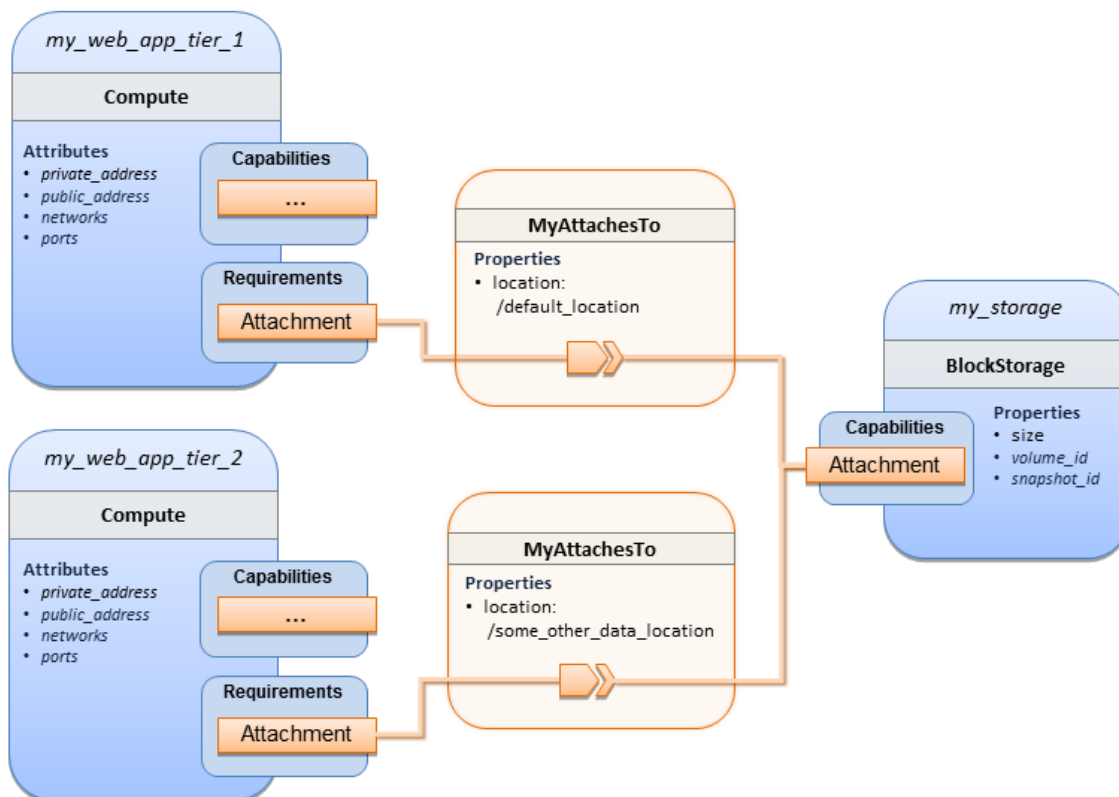 my_web_app_tier_1
Compute
Attributes
• private_address
• public_address
• networks
• ports
Capabilities
...
Requirements
Attachment
MyAttachesTo
Properties
• location:
/default_location
my_storage
BlockStorage
Properties
• size
• volume_id
• snapshot_id
Capabilities
Attachment
my_web_app_tier_2
Compute
Attributes
• private_address
• public_address
• networks
• ports
Capabilities
...
Requirements
Attachment
MyAttachesTo
Properties
• location:
/some_other_data_location